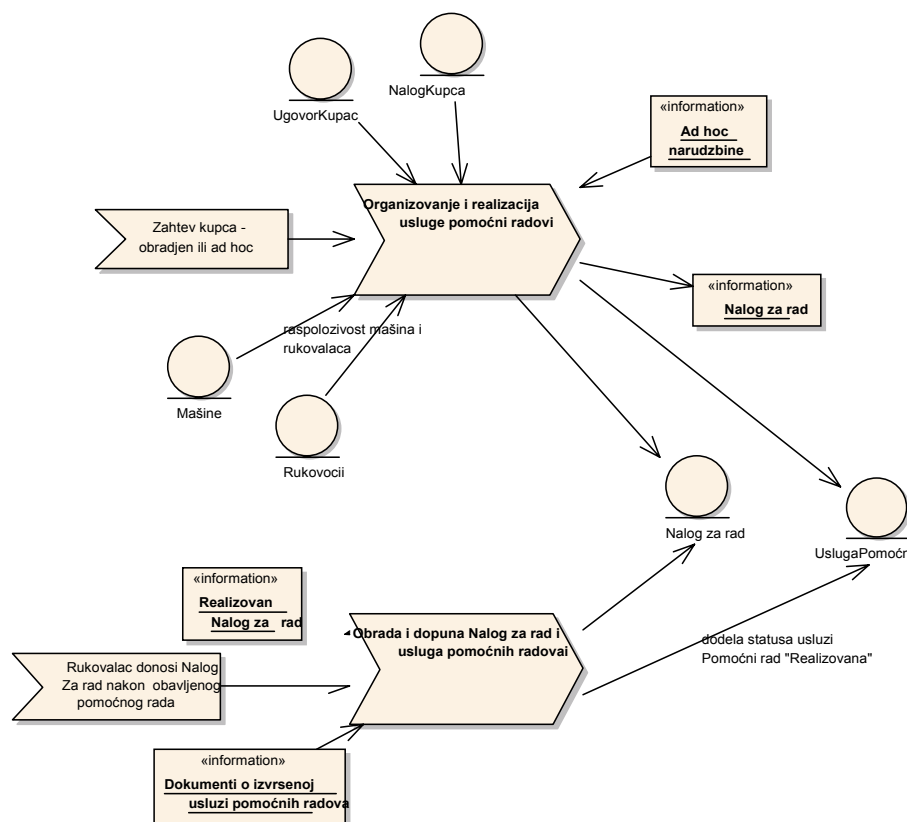 UgovorKupac
NalogKupca
«information»
Ad hoc
narudzbine
Organizovanje i realizacija
usluge pomoćni radovi
Zahtev kupca -
obradjen ili ad hoc
«information»
Nalog za rad
raspolozivost mašina i
rukovalaca
Mašine
Rukovocii
Nalog za rad
UslugaPomoćn
«information»
Realizovan
Nalog za rad
Obrada i dopuna Nalog za rad i
usluga pomoćnih radovai
dodela statusa usluzi
Pomoćni rad "Realizovana"
Rukovalac donosi Nalog
Za rad nakon obavljenog
pomoćnog rada
«information»
Dokumenti o izvrsenoj
usluzi pomoćnih radova